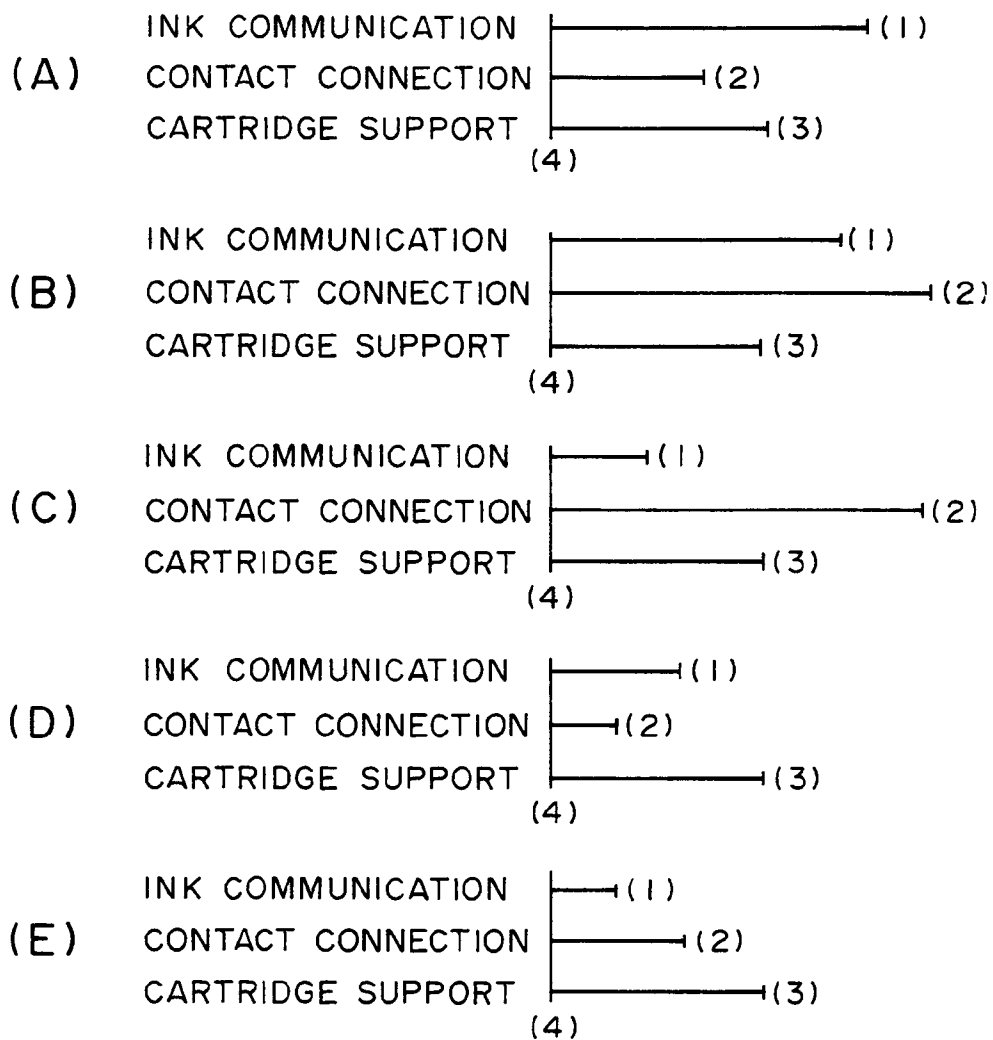 INK COMMUNICATION (1)
(A) CONTACT CONNECTION (2)
CARTRIDGE SUPPORT (3)
(4)
INK COMMUNICATION (1)
(B) CONTACT CONNECTION (2)
CARTRIDGE SUPPORT (3)
(4)
INK COMMUNICATION (1)
(C) CONTACT CONNECTION (2)
CARTRIDGE SUPPORT (3)
(4)
INK COMMUNICATION (1)
(D) CONTACT CONNECTION (2)
CARTRIDGE SUPPORT (3)
(4)
INK COMMUNICATION (1)
(E) CONTACT CONNECTION (2)
CARTRIDGE SUPPORT (3)
(4)